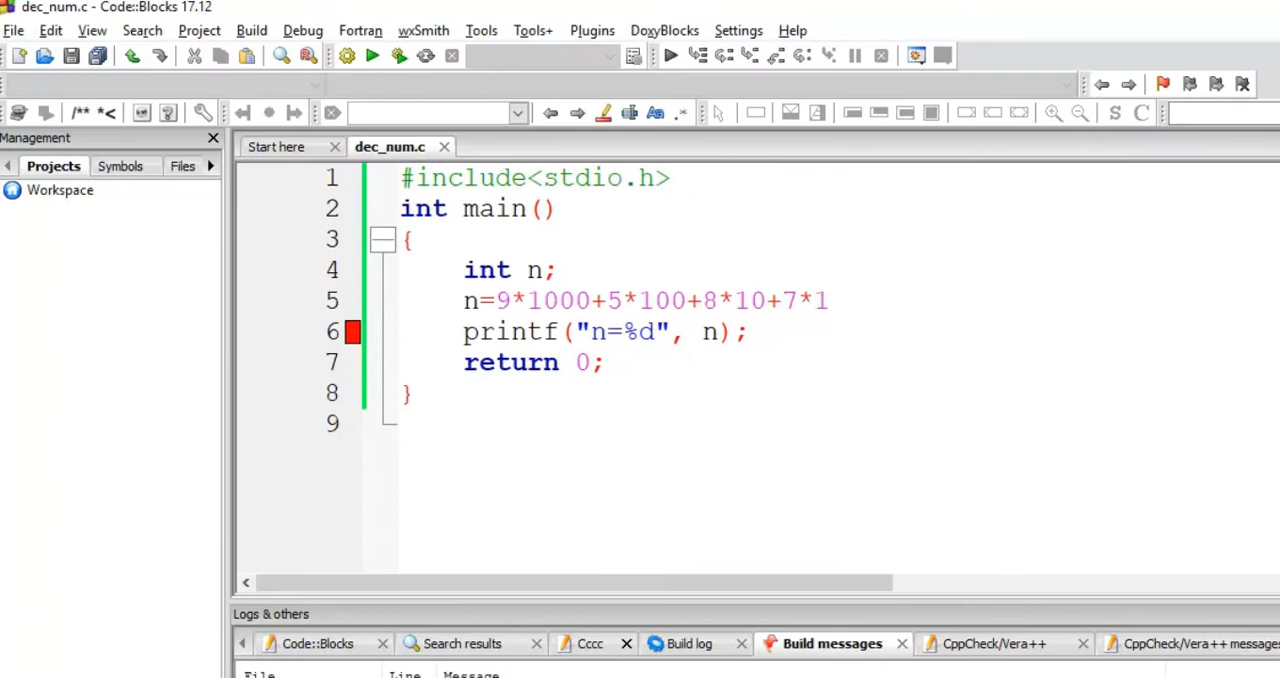 dec_num.c - Code::Blocks 17.12
File Edit View Search Project Build Debug Fortran wxSmith Tools Tools+ Plugins DoxyBlocks Settings Help
/** *<
S C
Management
Projects Symbols Files
Workspace
Start here dec_num.c
1 #include<stdio.h>
2 int main()
3 {
4 int n;
5 n=9*1000+5*100+8*10+7*1
6 printf("n=%d", n);
7 return 0;
8 }
9
Logs & others
Code::Blocks Search results Cccc Build log Build messages CppCheck/Vera++ CppCheck/Vera++ messages
File Line Message